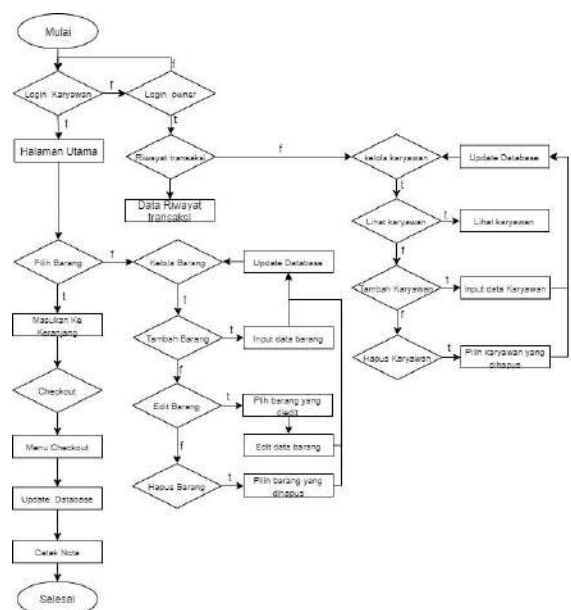 Mulai
f
Login Karyawan
f
Login owner
t
t
Halaman Utama
Riwayat transaksi
f
kelola karyawan
Update Database
Data Riwayat
transaksi
t
Lihat karyawan
t
Lihat karyawan
f
Pilih Barang
f
Kelola Barang
Update Database
t
t
Tambah Karyawan
t
Input data Karyawan
Masukan Ke
Keranjang
Tambah Barang
t
Input data barang
f
Hapus Karyawan
t
Pilih karyawan yang
dihapus
f
Checkout
Edit Barang
t
Pilih barang yang
diedit
Menu Checkout
f
Edit data barang
Update Database
Hapus Barang
t
Pilih barang yang
dihapus
Cetak Nota
Selesai